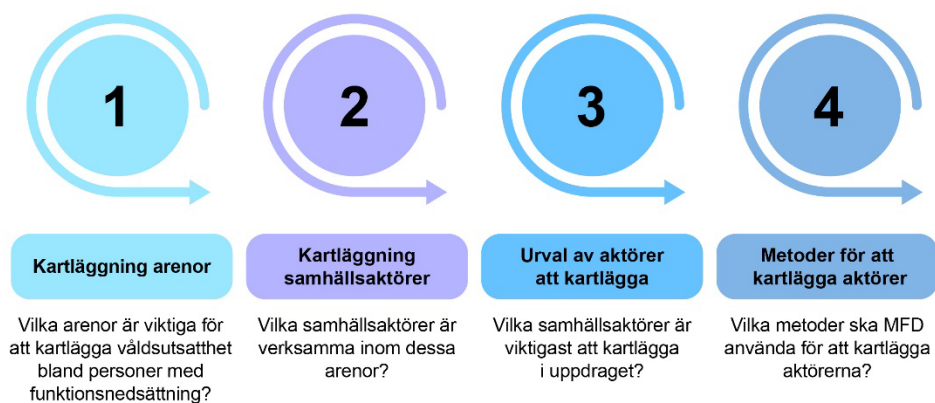 1
2
3
4
Kartläggning arenor
Kartläggning
samhällsaktörer
Urval av aktörer
att kartlägga
Metoder för att
kartlägga aktörer
Vilka arenor är viktiga för
att kartlägga våldsutsatthet
bland personer med
funktionsnedsättning?
Vilka samhällsaktörer är
verksamma inom dessa
arenor?
Vilka samhällsaktörer är
viktigast att kartlägga
i uppdraget?
Vilka metoder ska MFD
använda för att kartlägga
aktörerna?